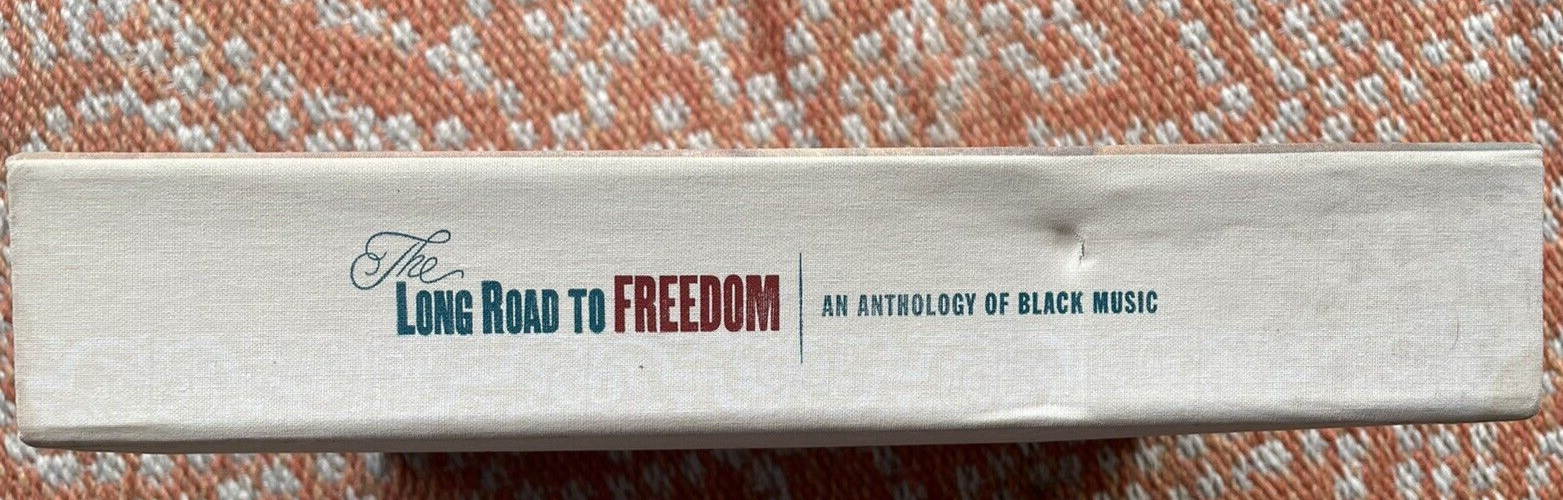 The
LONG ROAD TO FREEDOM
AN ANTHOLOGY OF BLACK MUSIC